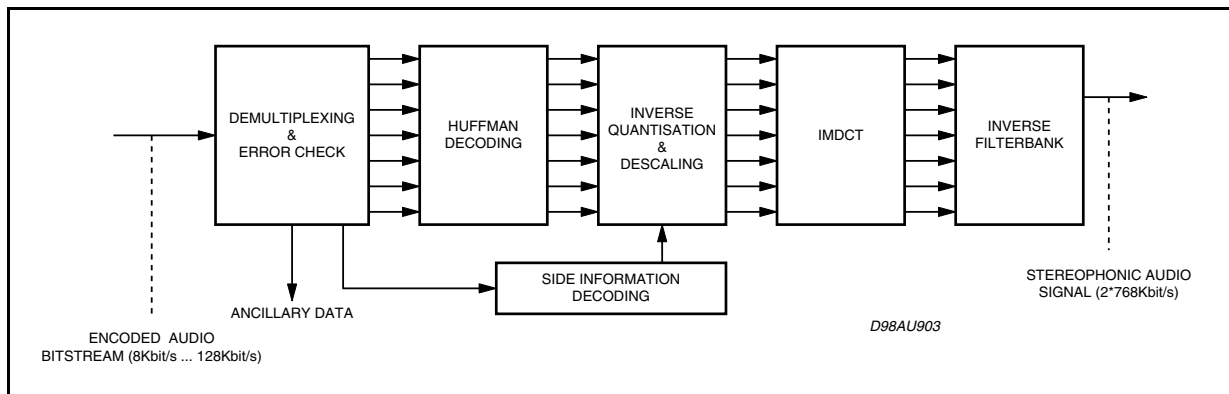 DEMULTIPLEXING
&
ERROR CHECK
HUFFMAN
DECODING
INVERSE
QUANTISATION
&
DESCALING
IMDCT
INVERSE
FILTERBANK
SIDE INFORMATION
DECODING
ANCILLARY DATA
ENCODED AUDIO
BITSTREAM (8Kbit/s ... 128Kbit/s)
STEREOPHONIC AUDIO
SIGNAL (2*768Kbit/s)
D98AU903